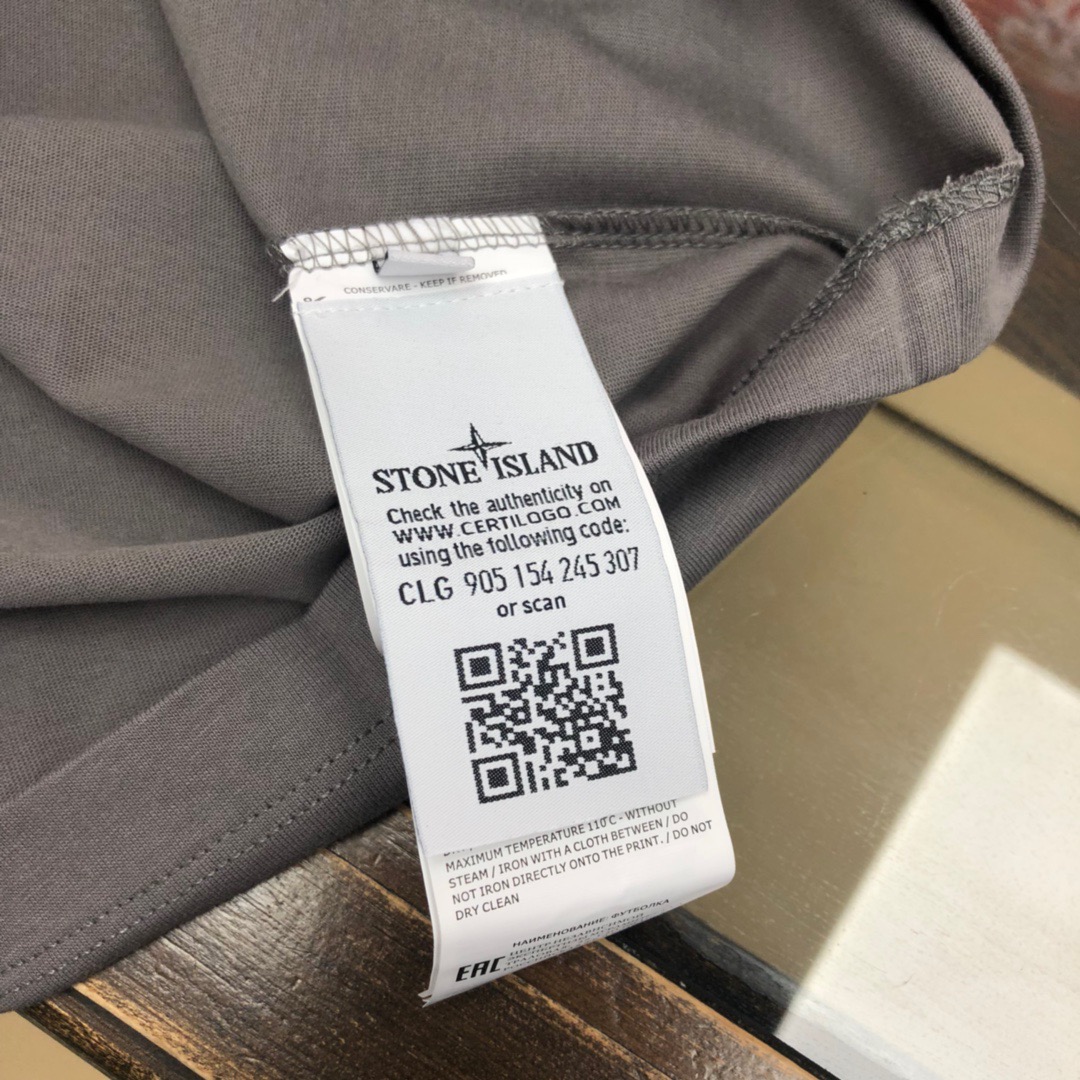 CONSERVARE - KEEP IF REMOVED
STONE ISLAND
Check the authenticity on
WWW.CERTILOGO.COM
using the following code:
CLG 905 154 245 307
or scan
MAXIMUM TEMPERATURE 110°C - WITHOUT
STEAM / IRON WITH A CLOTH BETWEEN / DO
NOT IRON DIRECTLY ONTO THE PRINT. / DO NOT
DRY CLEAN
НАИМЕНОВАНИЕ: ФУТБОЛКА
EAC